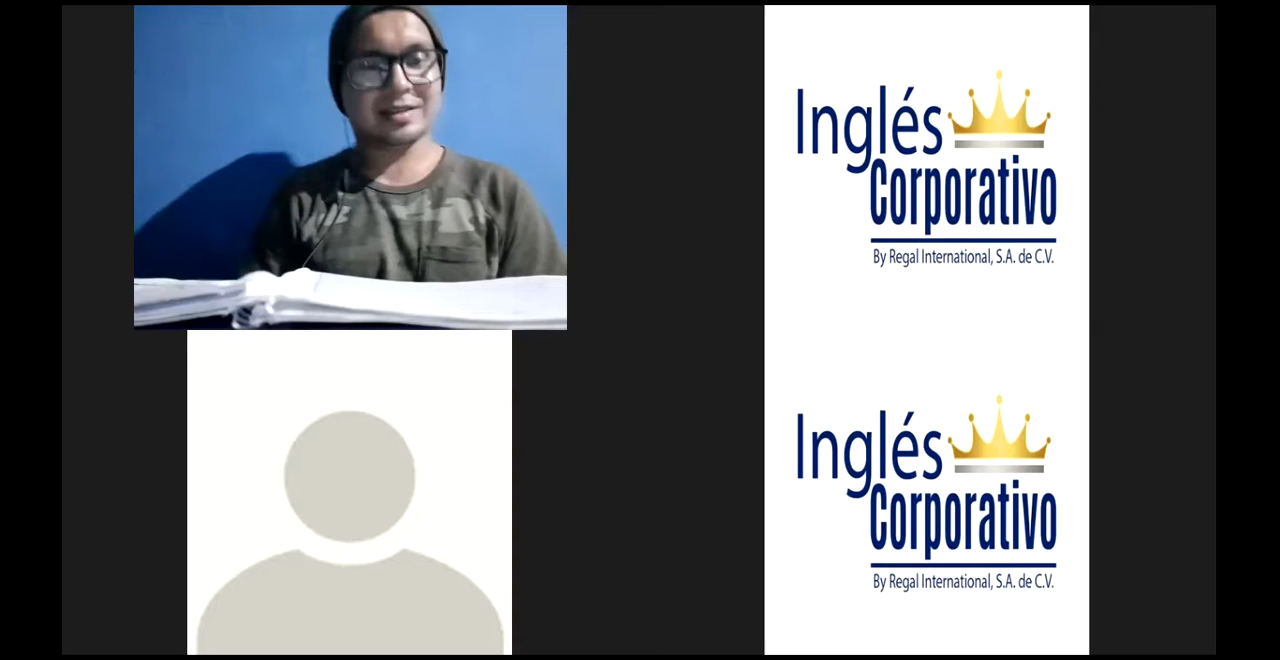 Inglés
Corporativo
By Regal International, S.A. de C.V.
Inglés
Corporativo
By Regal International, S.A. de C.V.